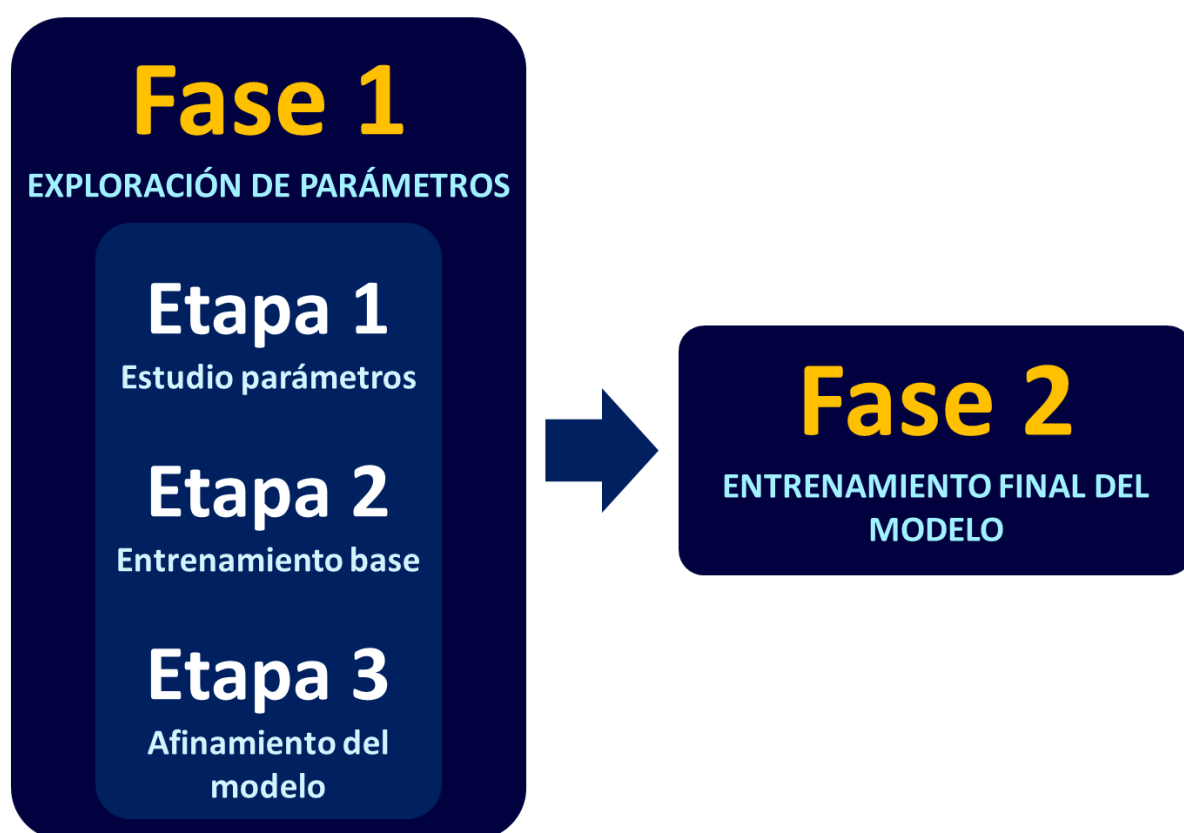 Fase 1
EXPLORACIÓN DE PARÁMETROS
Etapa 1
Estudio parámetros
Etapa 2
Entrenamiento base
Etapa 3
Afinamiento del
modelo
Fase 2
ENTRENAMIENTO FINAL DEL
MODELO